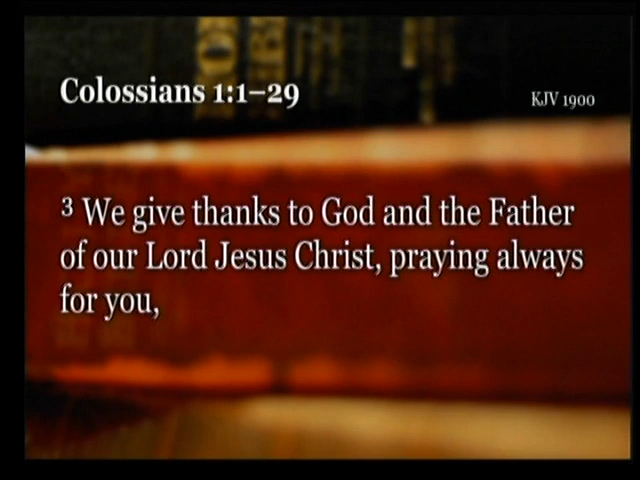 Colossians 1:1–29
KJV 1900
3 We give thanks to God and the Father
of our Lord Jesus Christ, praying always
for you,